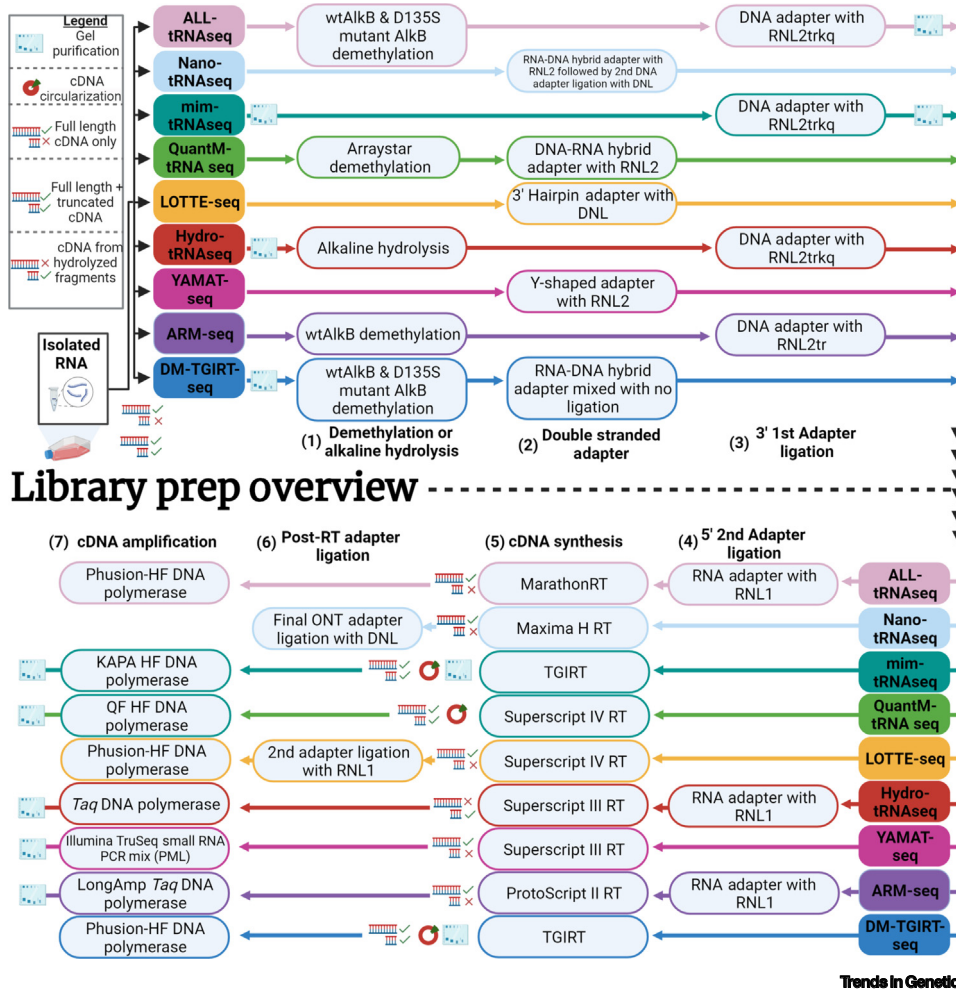 Legend
Gel
purification
cDNA
circularization
Full length
cDNA only
Full length +
truncated
cDNA
cDNA from
hydrolyzed
fragments
Isolated
RNA
ALL-
tRNAseq
wtAlkB & D135S
mutant AlkB
demethylation
DNA adapter with
RNL2trkq
Nano-
tRNAseq
RNA-DNA hybrid adapter with
RNL2 followed by 2nd DNA
adapter ligation with DNL
mim-
tRNAseq
DNA adapter with
RNL2trkq
QuantM-
tRNA seq
Arraystar
demethylation
DNA-RNA hybrid
adapter with RNL2
LOTTE-seq
3' Hairpin adapter with
DNL
Hydro-
tRNAseq
Alkaline hydrolysis
DNA adapter with
RNL2trkq
YAMAT-
seq
Y-shaped adapter
with RNL2
ARM-seq
wtAlkB demethylation
DNA adapter with
RNL2tr
DM-TGIRT-
seq
wtAlkB & D135S
mutant AlkB
demethylation
RNA-DNA hybrid
adapter mixed with no
ligation
(1) Demethylation or
alkaline hydrolysis
(2) Double stranded
adapter
(3) 3' 1st Adapter
ligation
Library prep overview
(7) cDNA amplification
(6) Post-RT adapter
ligation
(5) cDNA synthesis
(4) 5' 2nd Adapter
ligation
Phusion-HF DNA
polymerase
MarathonRT
RNA adapter with
RNL1
ALL-
tRNAseq
Final ONT adapter
ligation with DNL
Maxima H RT
Nano-
tRNAseq
KAPA HF DNA
polymerase
TGIRT
mim-
tRNAseq
QF HF DNA
polymerase
Superscript IV RT
QuantM-
tRNA seq
Phusion-HF DNA
polymerase
2nd adapter ligation
with RNL1
Superscript IV RT
LOTTE-seq
Taq DNA polymerase
Superscript III RT
RNA adapter with
RNL1
Hydro-
tRNAseq
Illumina TruSeq small RNA
PCR mix (PML)
Superscript III RT
YAMAT-
seq
LongAmp Taq DNA
polymerase
ProtoScript II RT
RNA adapter with
RNL1
ARM-seq
Phusion-HF DNA
polymerase
TGIRT
DM-TGIRT-
seq
Trends in Genetic